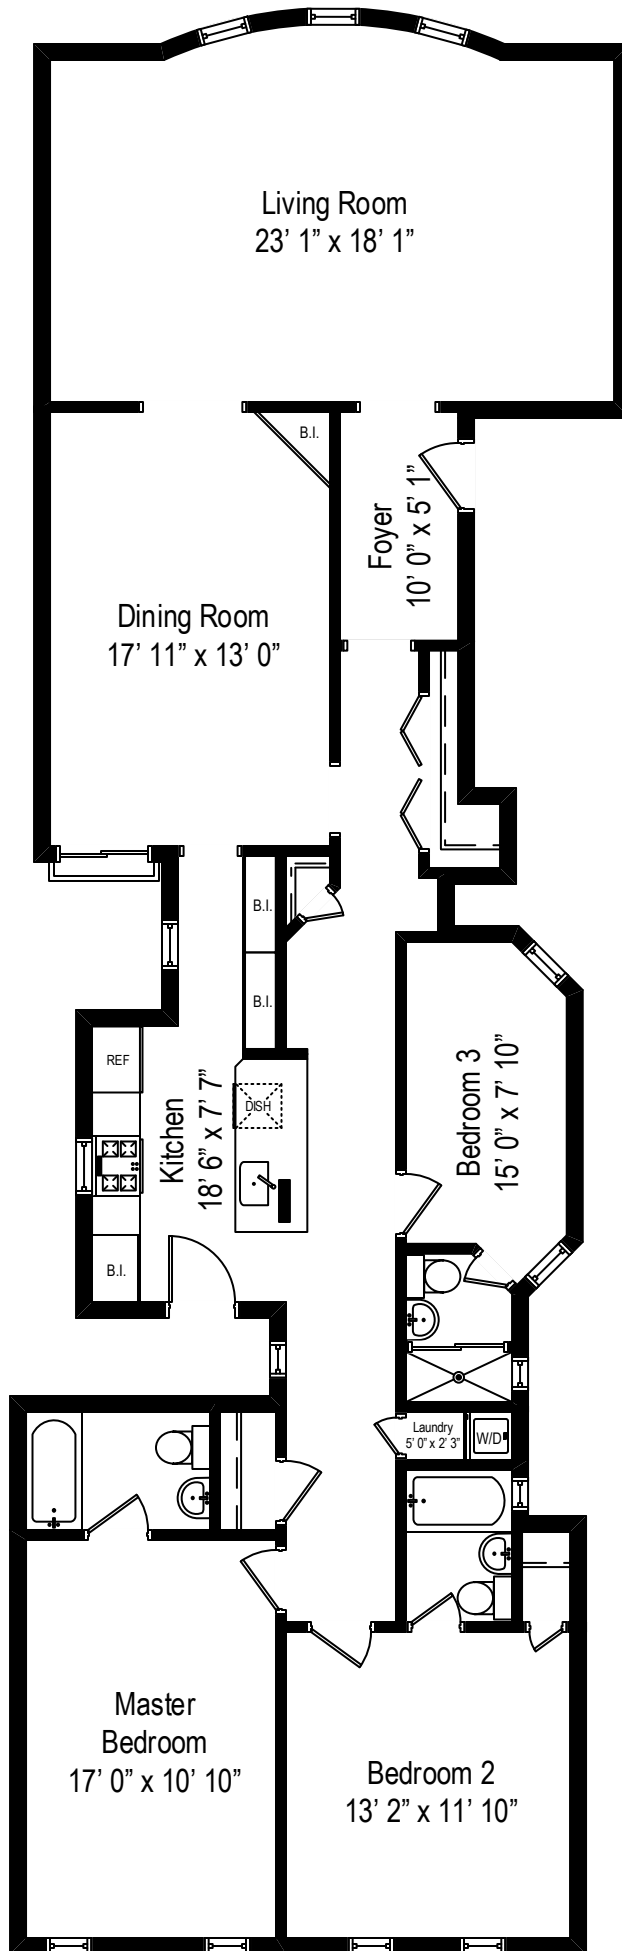 Living Room
23’ 1” x 18’ 1”
B.I.
Foyer
10’ 0” x 5’ 1”
Dining Room
17’ 11” x 13’ 0”
B.I.
B.I.
REF
DISH
Kitchen
18’ 6” x 7’ 7”
Bedroom 3
15’ 0” x 7’ 10”
B.I.
Laundry
5’ 0” x 2’ 3”
W/D
Master
Bedroom
17’ 0” x 10’ 10”
Bedroom 2
13’ 2” x 11’ 10”